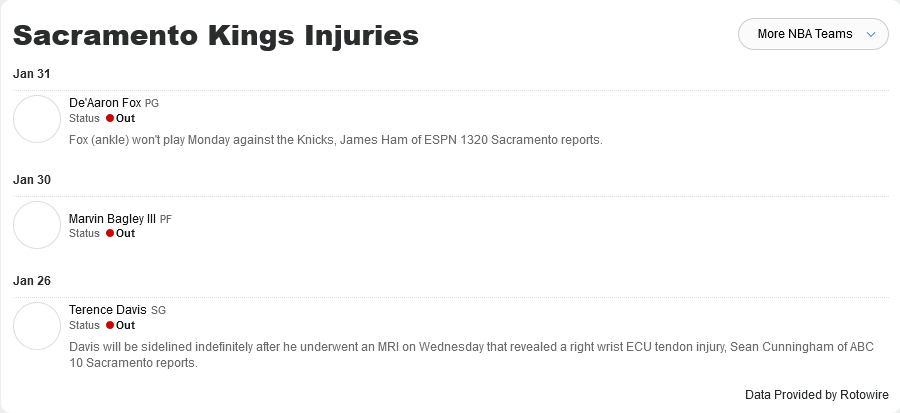 Sacramento Kings Injuries
More NBA Teams
Jan 31
De'Aaron Fox PG
Status Out
Fox (ankle) won't play Monday against the Knicks, James Ham of ESPN 1320 Sacramento reports.
Jan 30
Marvin Bagley III PF
Status Out
Jan 26
Terence Davis SG
Status Out
Davis will be sidelined indefinitely after he underwent an MRI on Wednesday that revealed a right wrist ECU tendon injury, Sean Cunningham of ABC
10 Sacramento reports.
Data Provided by Rotowire